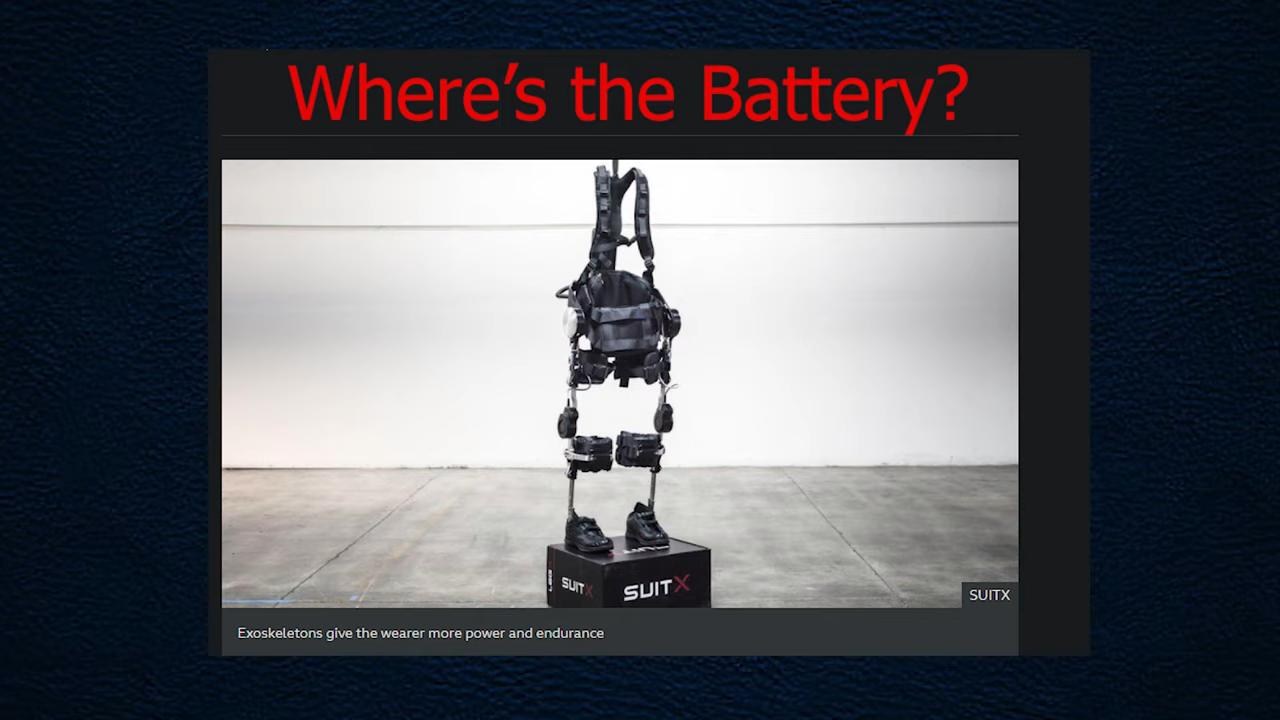 Where's the Battery?
SUITX
SUITX
SUITX
Exoskeletons give the wearer more power and endurance